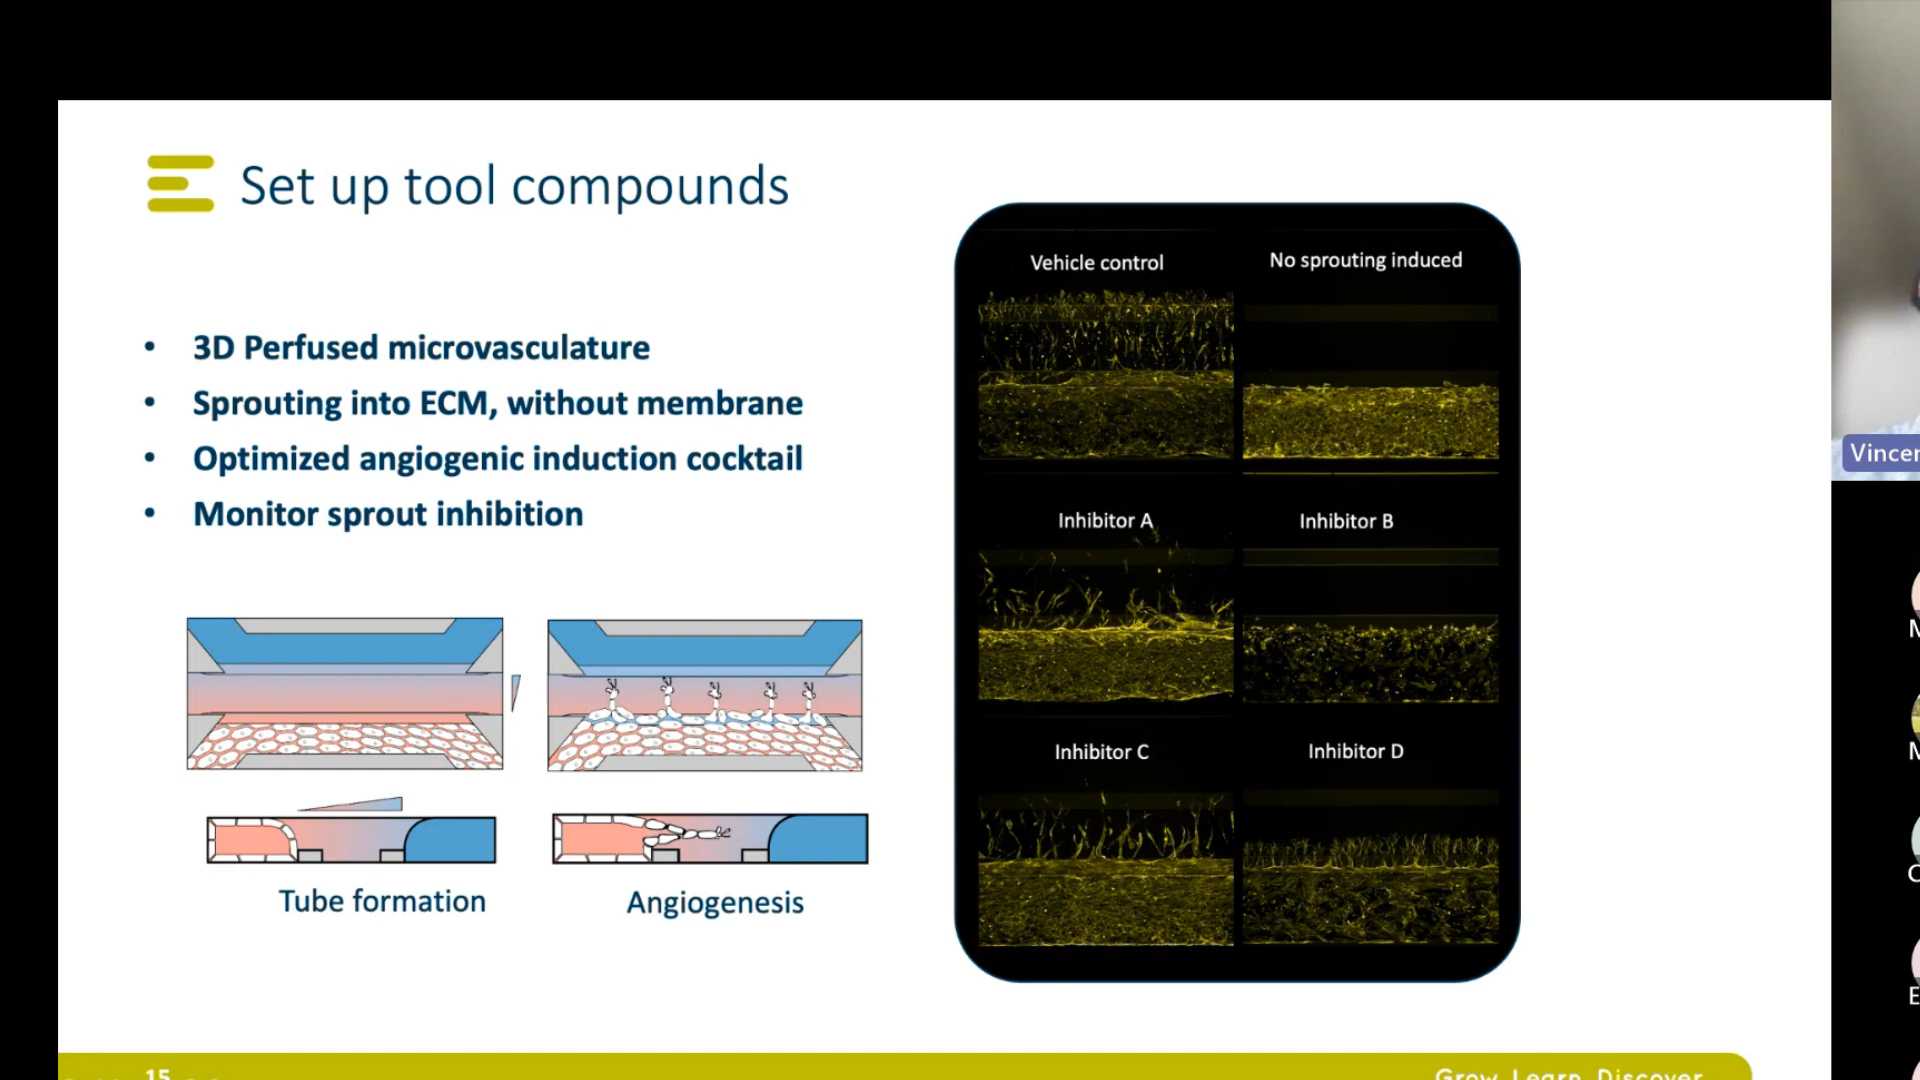 Set up tool compounds
• 3D Perfused microvasculature
• Sprouting into ECM, without membrane
• Optimized angiogenic induction cocktail
• Monitor sprout inhibition
Tube formation
Angiogenesis
Vehicle control
No sprouting induced
Inhibitor A
Inhibitor B
Inhibitor C
Inhibitor D
15
Grow. Learn. Discover.
Vincen
M
M
C
E